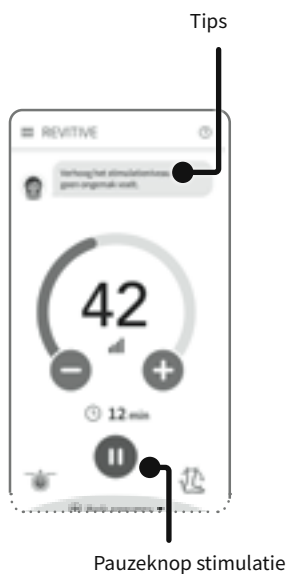 Tips
REVITIVE
Verhoog het stimulatieniveau
geen ongemak voelt.
42
12 min
Pauzeknop stimulatie